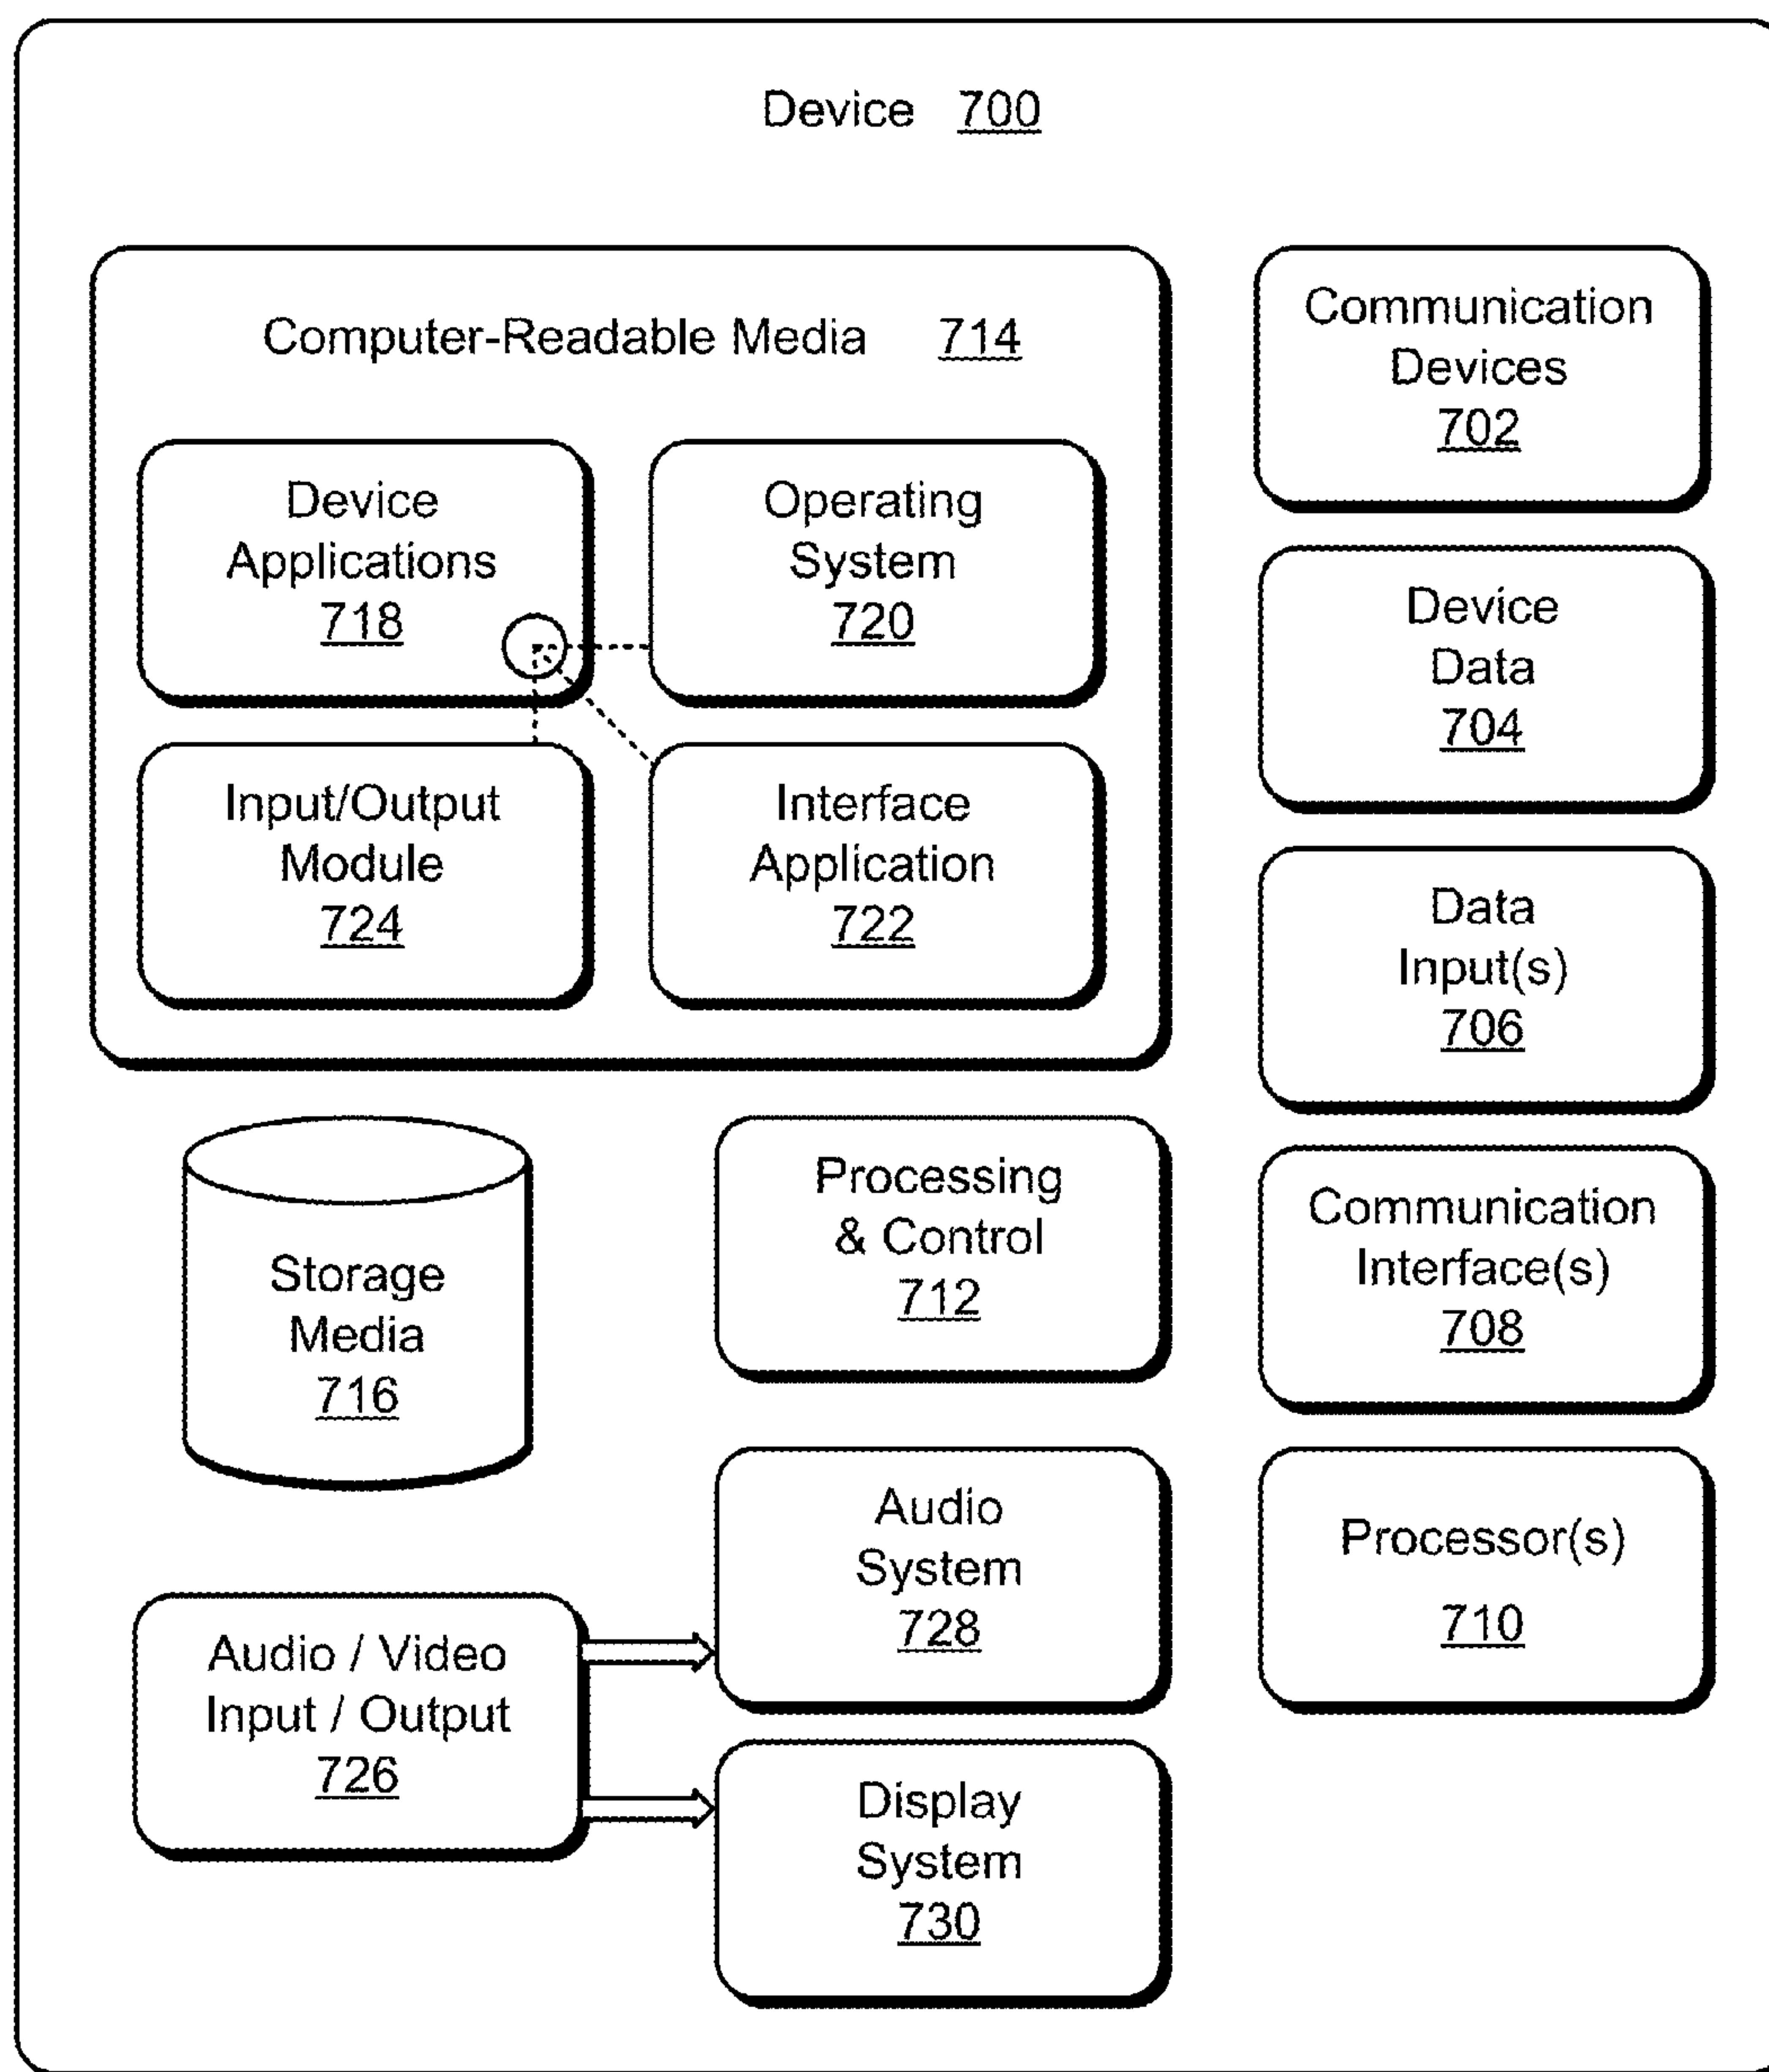 Device 700
Computer-Readable Media 714
Device
Applications
718
Operating
System
720
Input/Output
Module
724
Interface
Application
722
Storage
Media
716
Processing
& Control
712
Audio / Video
Input / Output
726
Audio
System
728
Display
System
730
Communication
Devices
702
Device
Data
704
Data
Input(s)
706
Communication
Interface(s)
708
Processor(s)
710